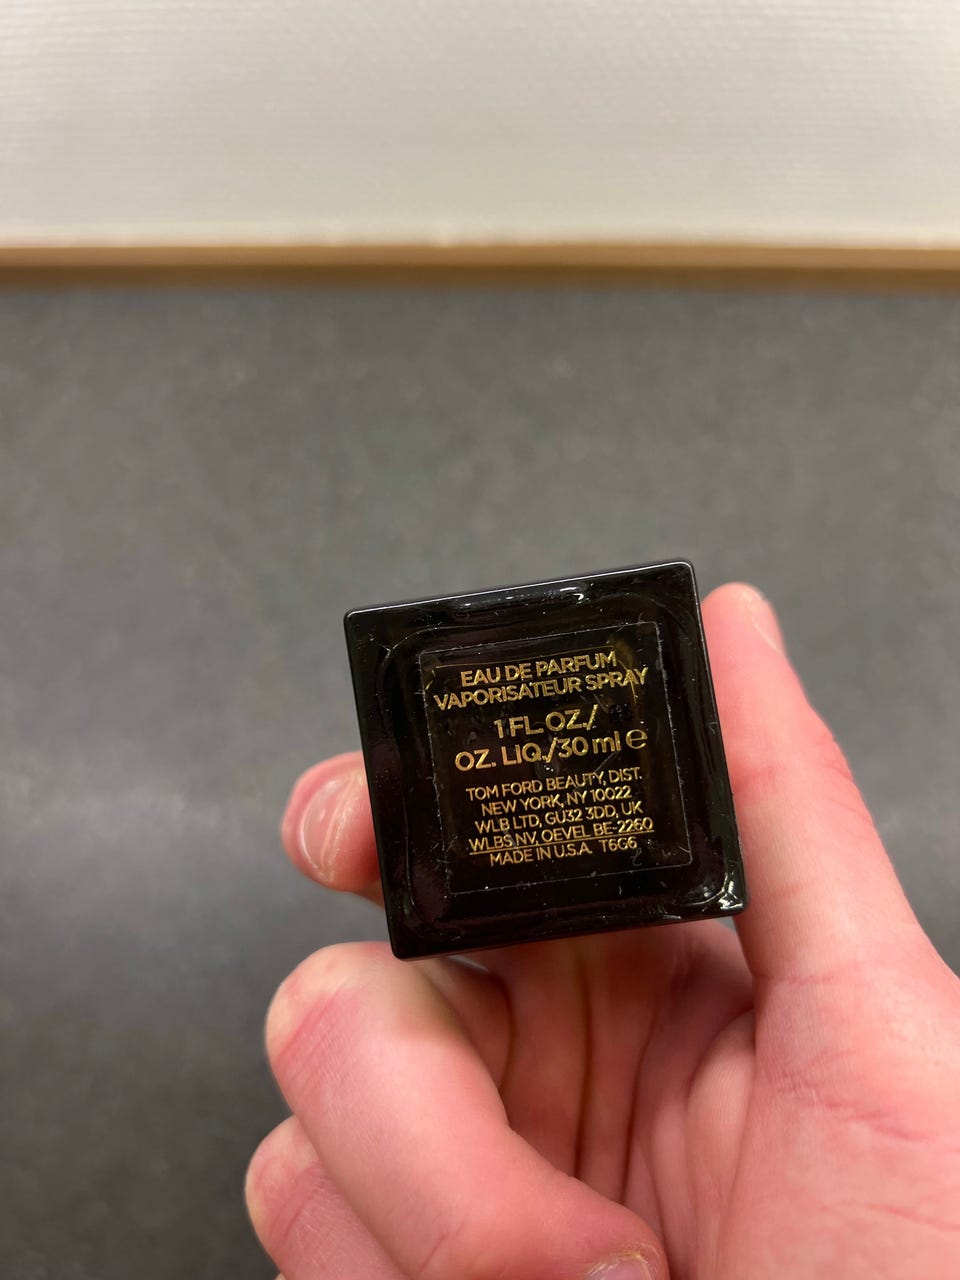 EAU DE PARFUM
VAPORISATEUR SPRAY
1 FL. OZ./
OZ. LIQ./30 ml ℮
TOM FORD BEAUTY, DIST.
NEW YORK, NY 10022
WLB LTD, GU32 3DD, UK
WLBS NV, OEVEL BE-2260
MADE IN U.S.A. T6G6